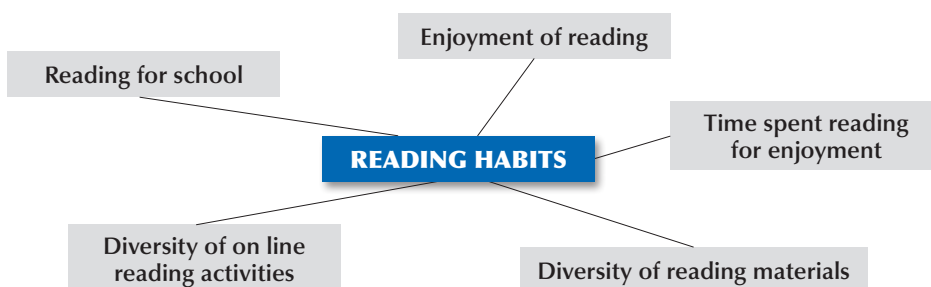 Enjoyment of reading
Reading for school
Time spent reading
for enjoyment
READING HABITS
Diversity of on line
reading activities
Diversity of reading materials